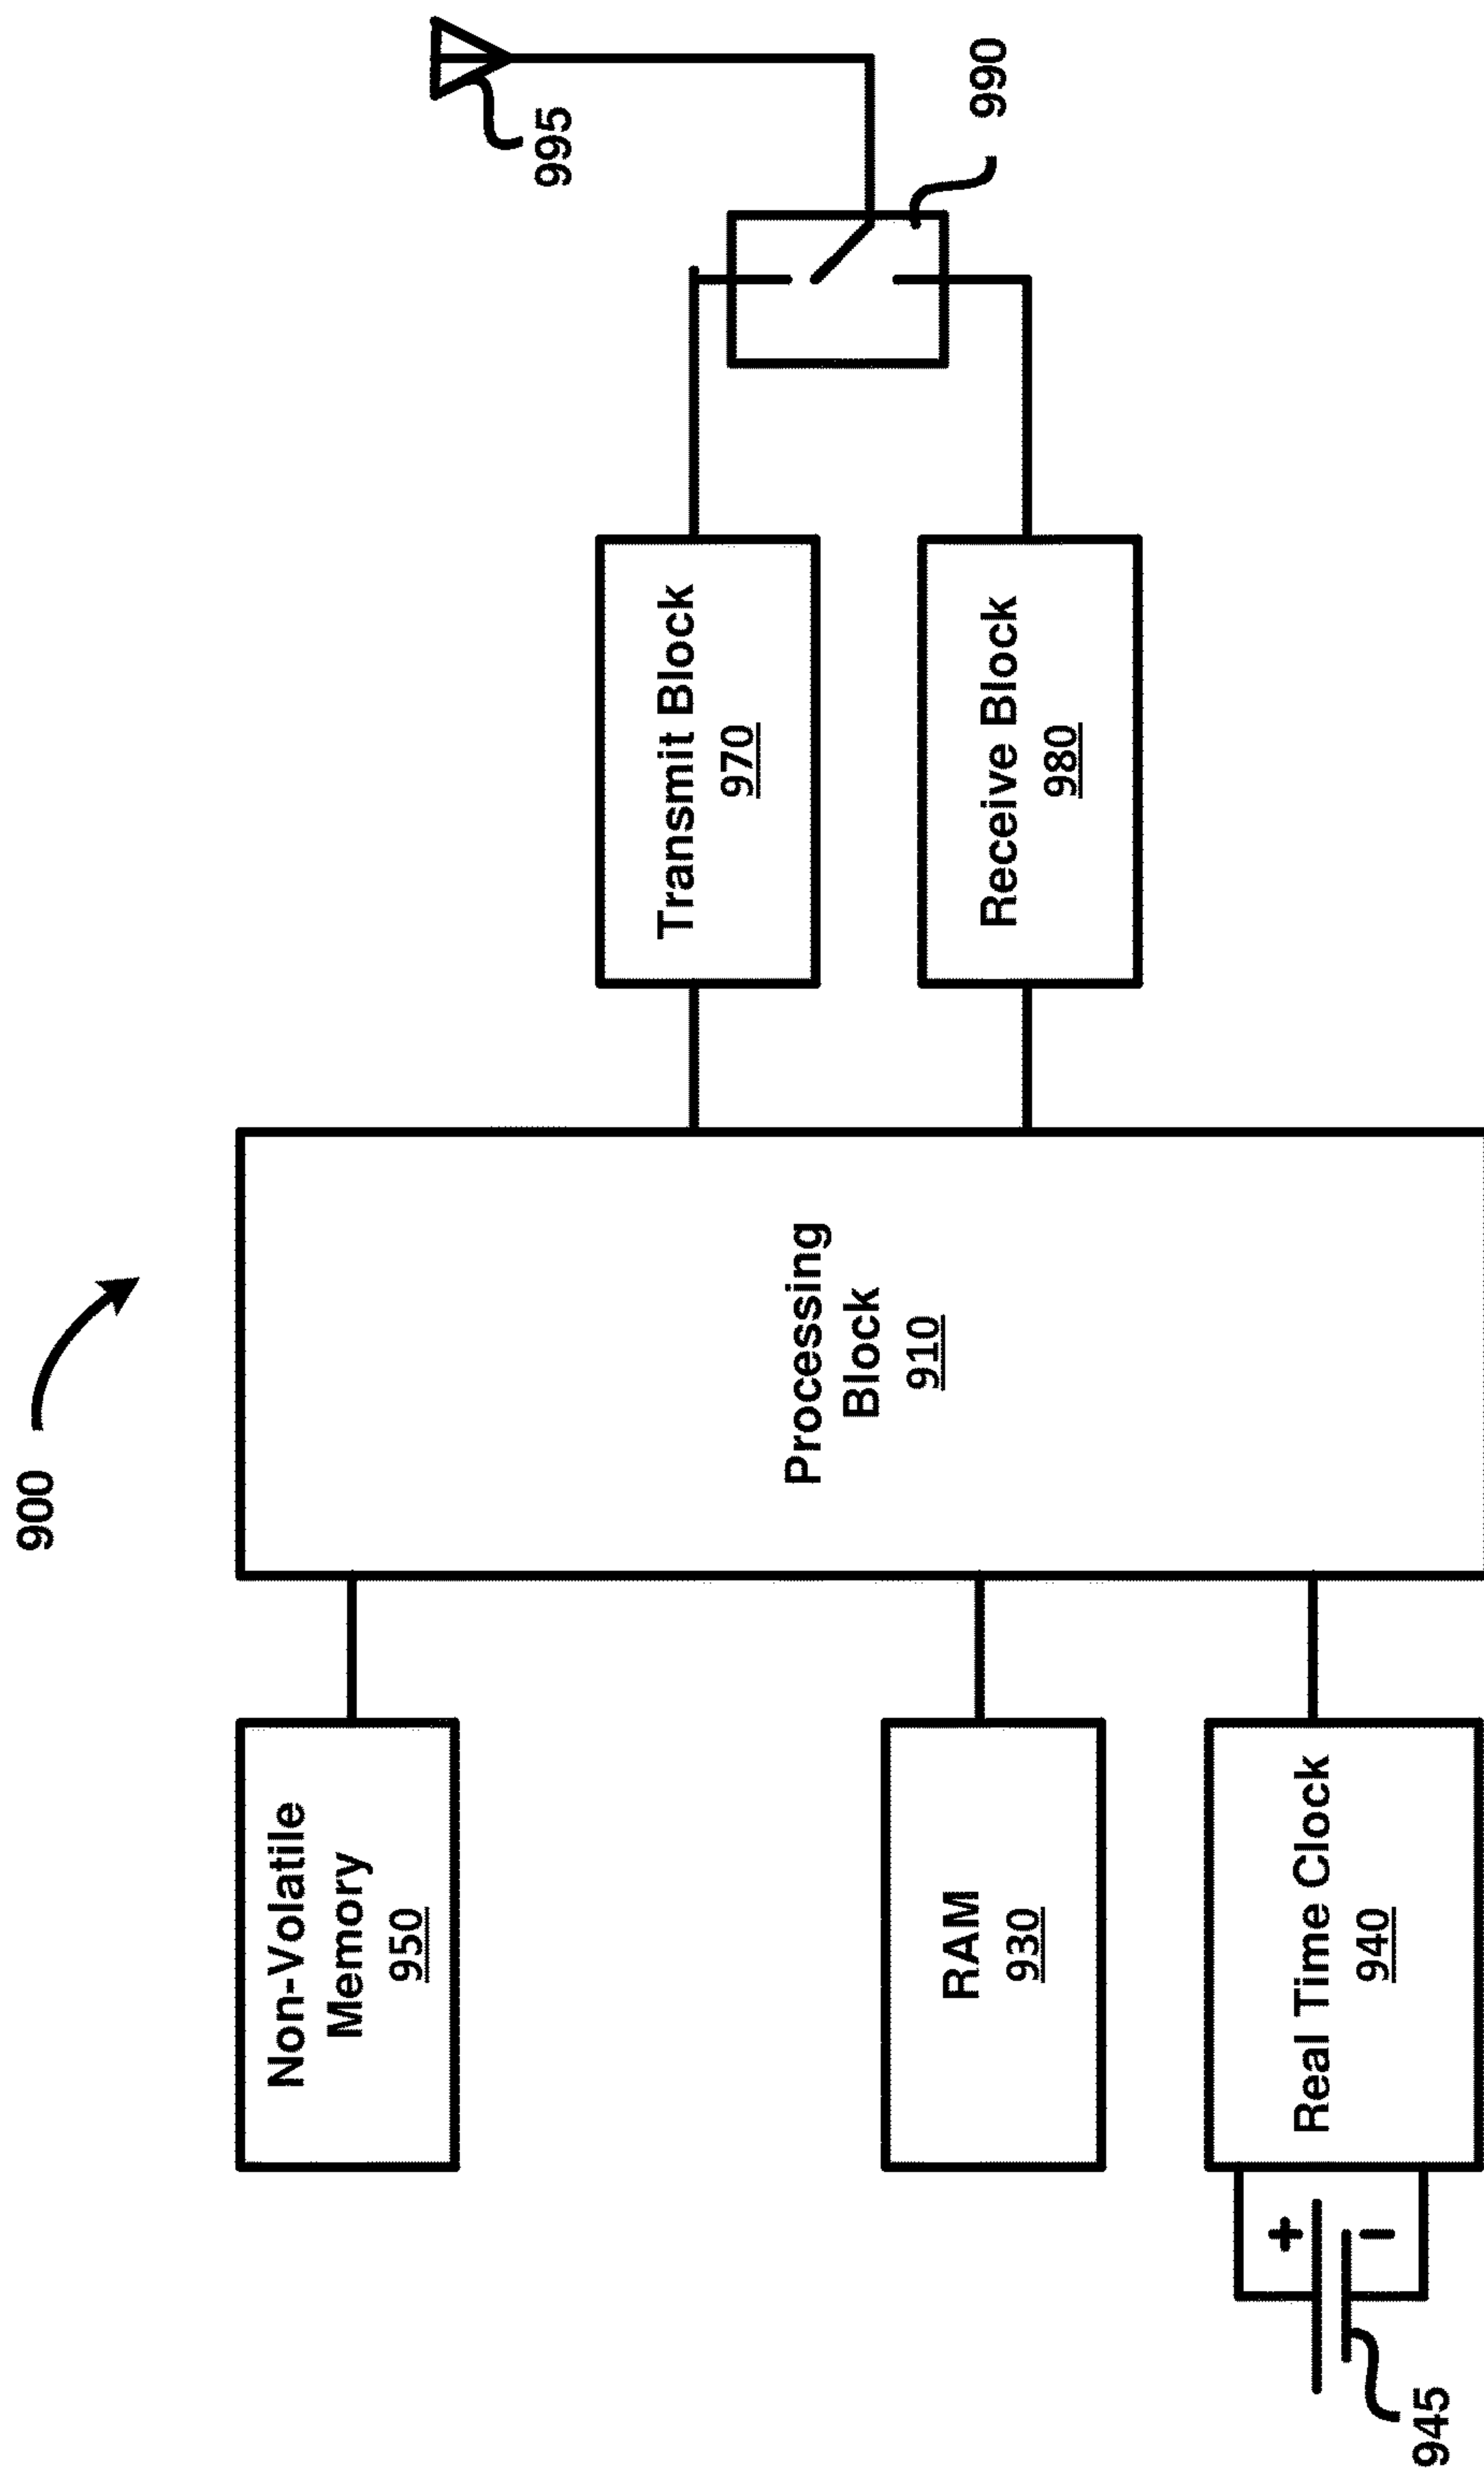 900
Non-Volatile
Memory
950
RAM
930
Real Time Clock
940
+
−
945
Processing
Block
910
Transmit Block
970
Receive Block
980
990
995